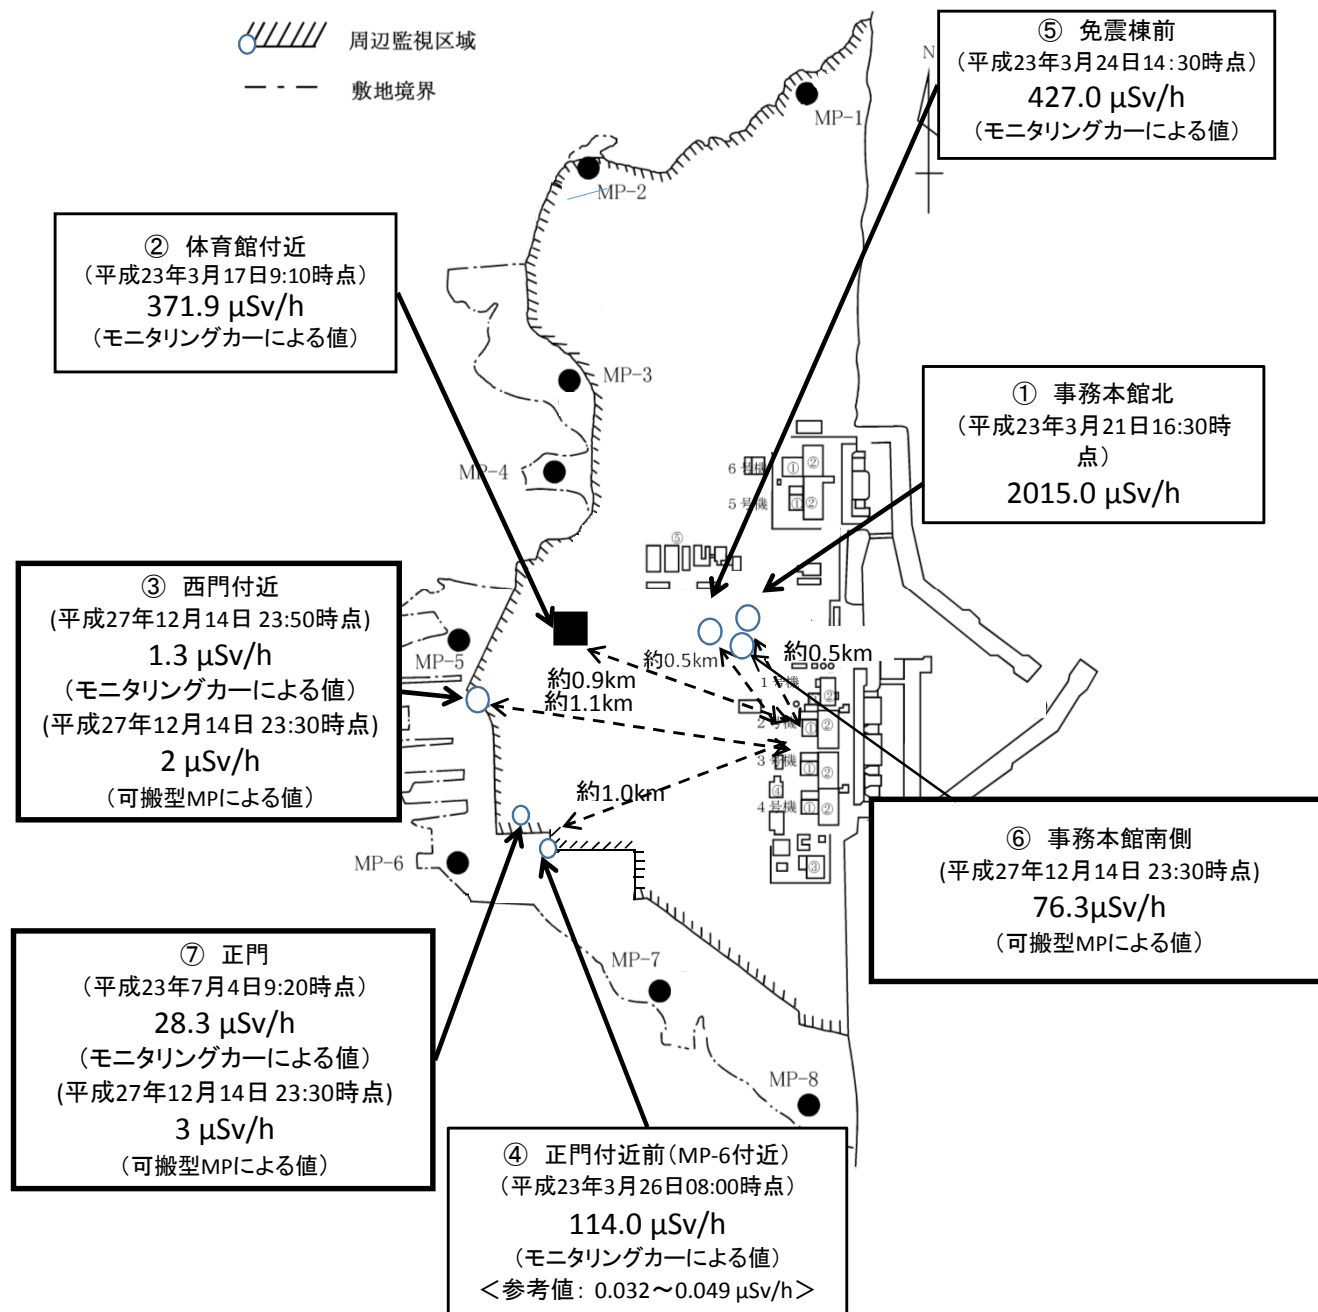 周辺監視区域
敷地境界
⑤ 免震棟前
(平成23年3月24日14:30時点)
427.0 μSv/h
(モニタリングカーによる値)
N
MP-1
MP-2
② 体育館付近
(平成23年3月17日9:10時点)
371.9 μSv/h
(モニタリングカーによる値)
MP-3
① 事務本館北
(平成23年3月21日16:30時
点)
2015.0 μSv/h
MP-4
6号機
①
②
5号機
①
②
⑤
③ 西門付近
(平成27年12月14日 23:50時点)
1.3 μSv/h
(モニタリングカーによる値)
(平成27年12月14日 23:30時点)
2 μSv/h
(可搬型MPによる値)
MP-5
約0.5km
約0.5km
約0.9km
約1.1km
1号機
②
2号機
①
②
3号機
①
②
④
4号機
①
②
③
約1.0km
MP-6
⑥ 事務本館南側
(平成27年12月14日 23:30時点)
76.3μSv/h
(可搬型MPによる値)
⑦ 正門
(平成23年7月4日9:20時点)
28.3 μSv/h
(モニタリングカーによる値)
(平成27年12月14日 23:30時点)
3 μSv/h
(可搬型MPによる値)
MP-7
MP-8
④ 正門付近前(MP-6付近)
(平成23年3月26日08:00時点)
114.0 μSv/h
(モニタリングカーによる値)
<参考値: 0.032~0.049 μSv/h>